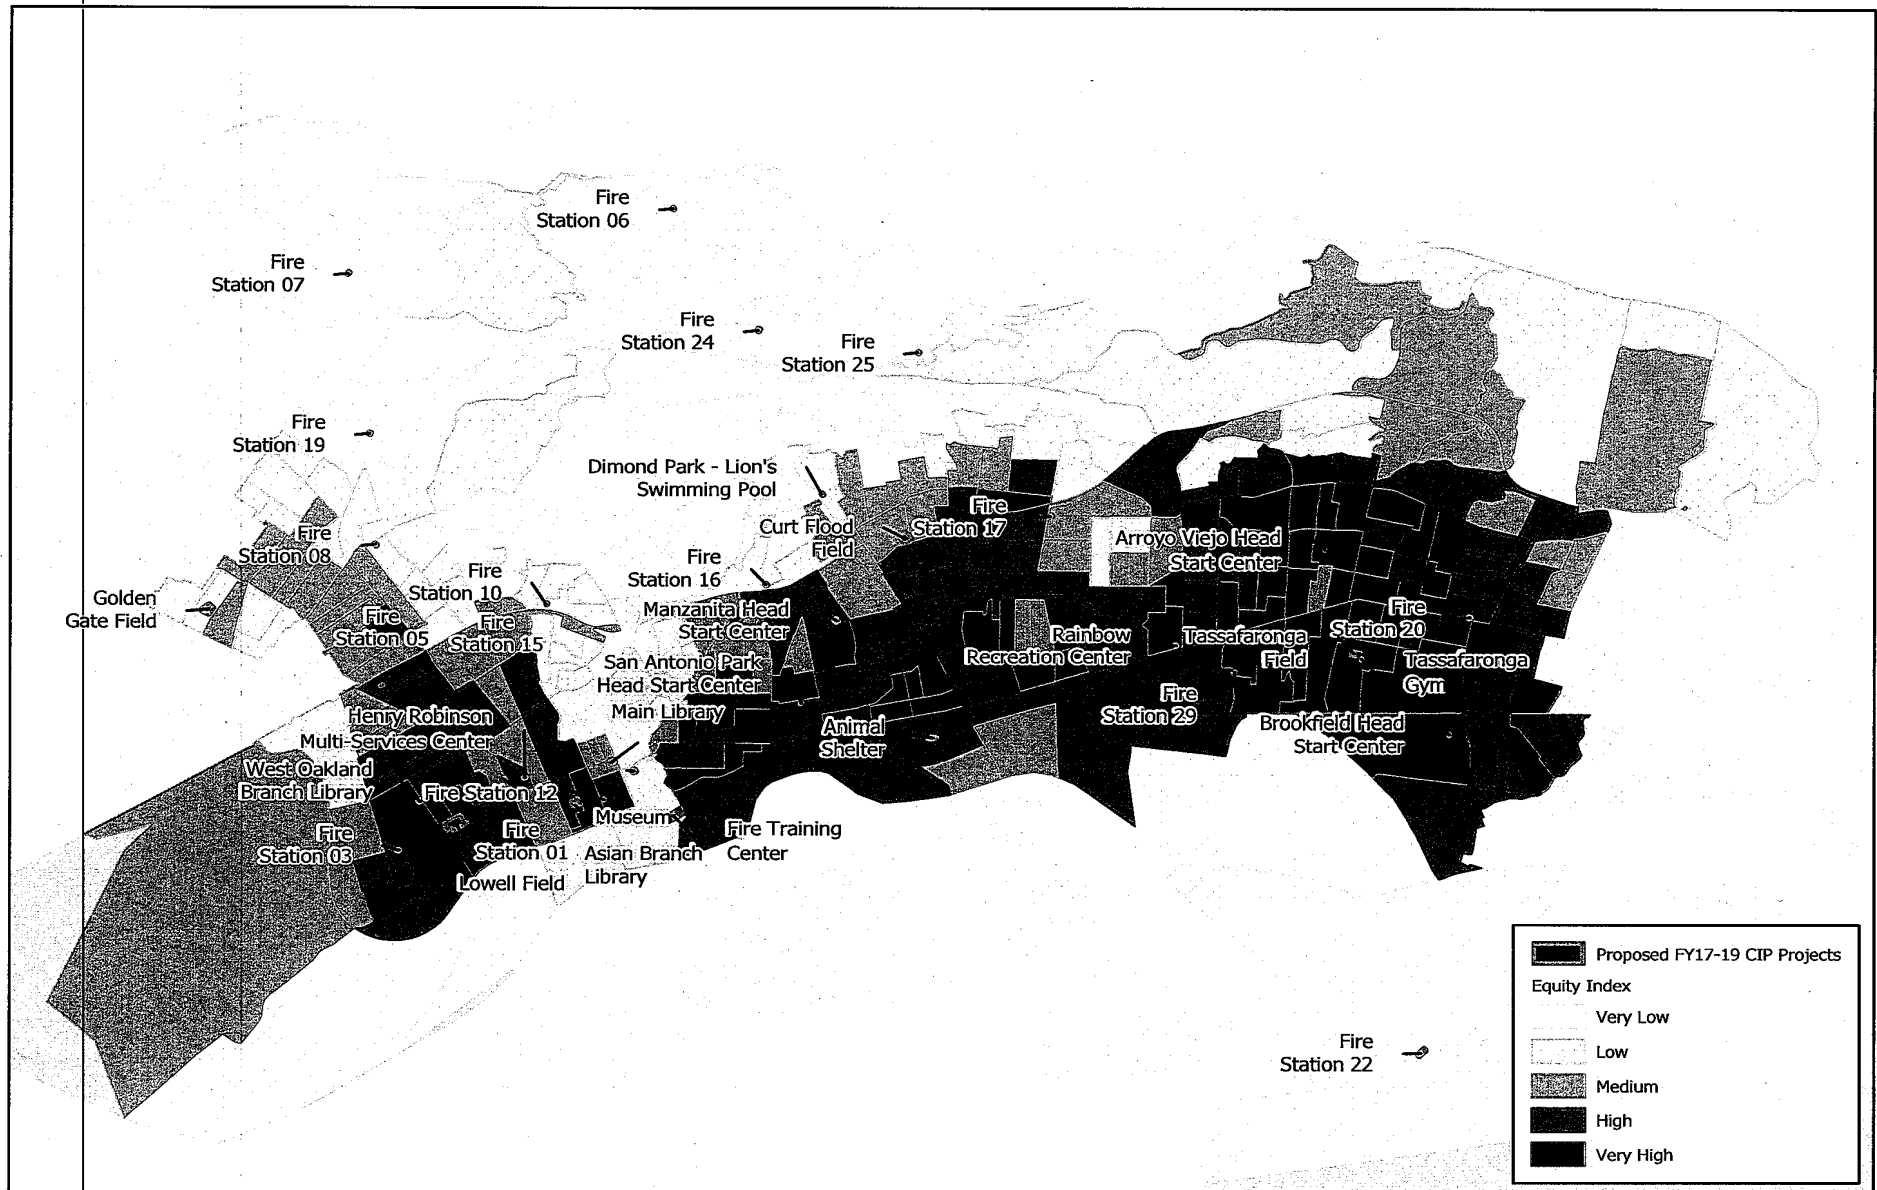 Fire
Station 06
Fire
Station 07
Fire
Station 24
Fire
Station 25
Fire
Station 19
Dimond Park - Lion's
Swimming Pool
Curt Flood
Field
Fire
Station 17
Fire
Station 08
Arroyo Viejo Head
Start Center
Fire
Station 16
Fire
Station 10
Golden
Gate Field
Fire
Station 05
Fire
Station 15
Manzanita Head
Start Center
Fire
Station 20
Rainbow
Recreation Center
Tassafaronga
Field
San Antonio Park
Head Start Center
Tassafaronga
Gym
Main Library
Fire
Station 29
Henry Robinson
Multi-Services Center
Animal
Shelter
Brookfield Head
Start Center
West Oakland
Branch Library
Fire Station 12
Museum
Fire
Station 03
Fire
Station 01
Fire Training
Center
Asian Branch
Library
Lowell Field
Fire
Station 22
Proposed FY17-19 CIP Projects
Equity Index
Very Low
Low
Medium
High
Very High